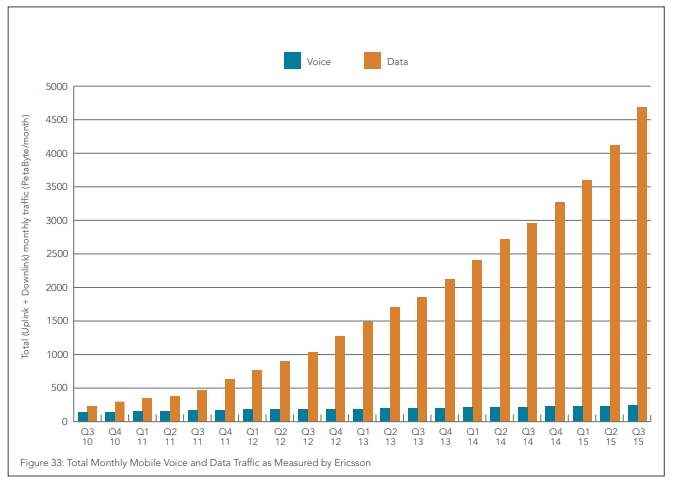 Voice Data
5000
4500
4000
3500
3000
2500
2000
1500
1000
500
0
Total (Uplink + Downlink) monthly traffic (PetaByte/month)
Q3 Q4 Q1 Q2 Q3 Q4 Q1 Q2 Q3 Q4 Q1 Q2 Q3 Q4 Q1 Q2 Q3 Q4 Q1 Q2 Q3
10 10 11 11 11 11 12 12 12 12 13 13 13 13 14 14 14 14 15 15 15
Figure 33: Total Monthly Mobile Voice and Data Traffic as Measured by Ericsson